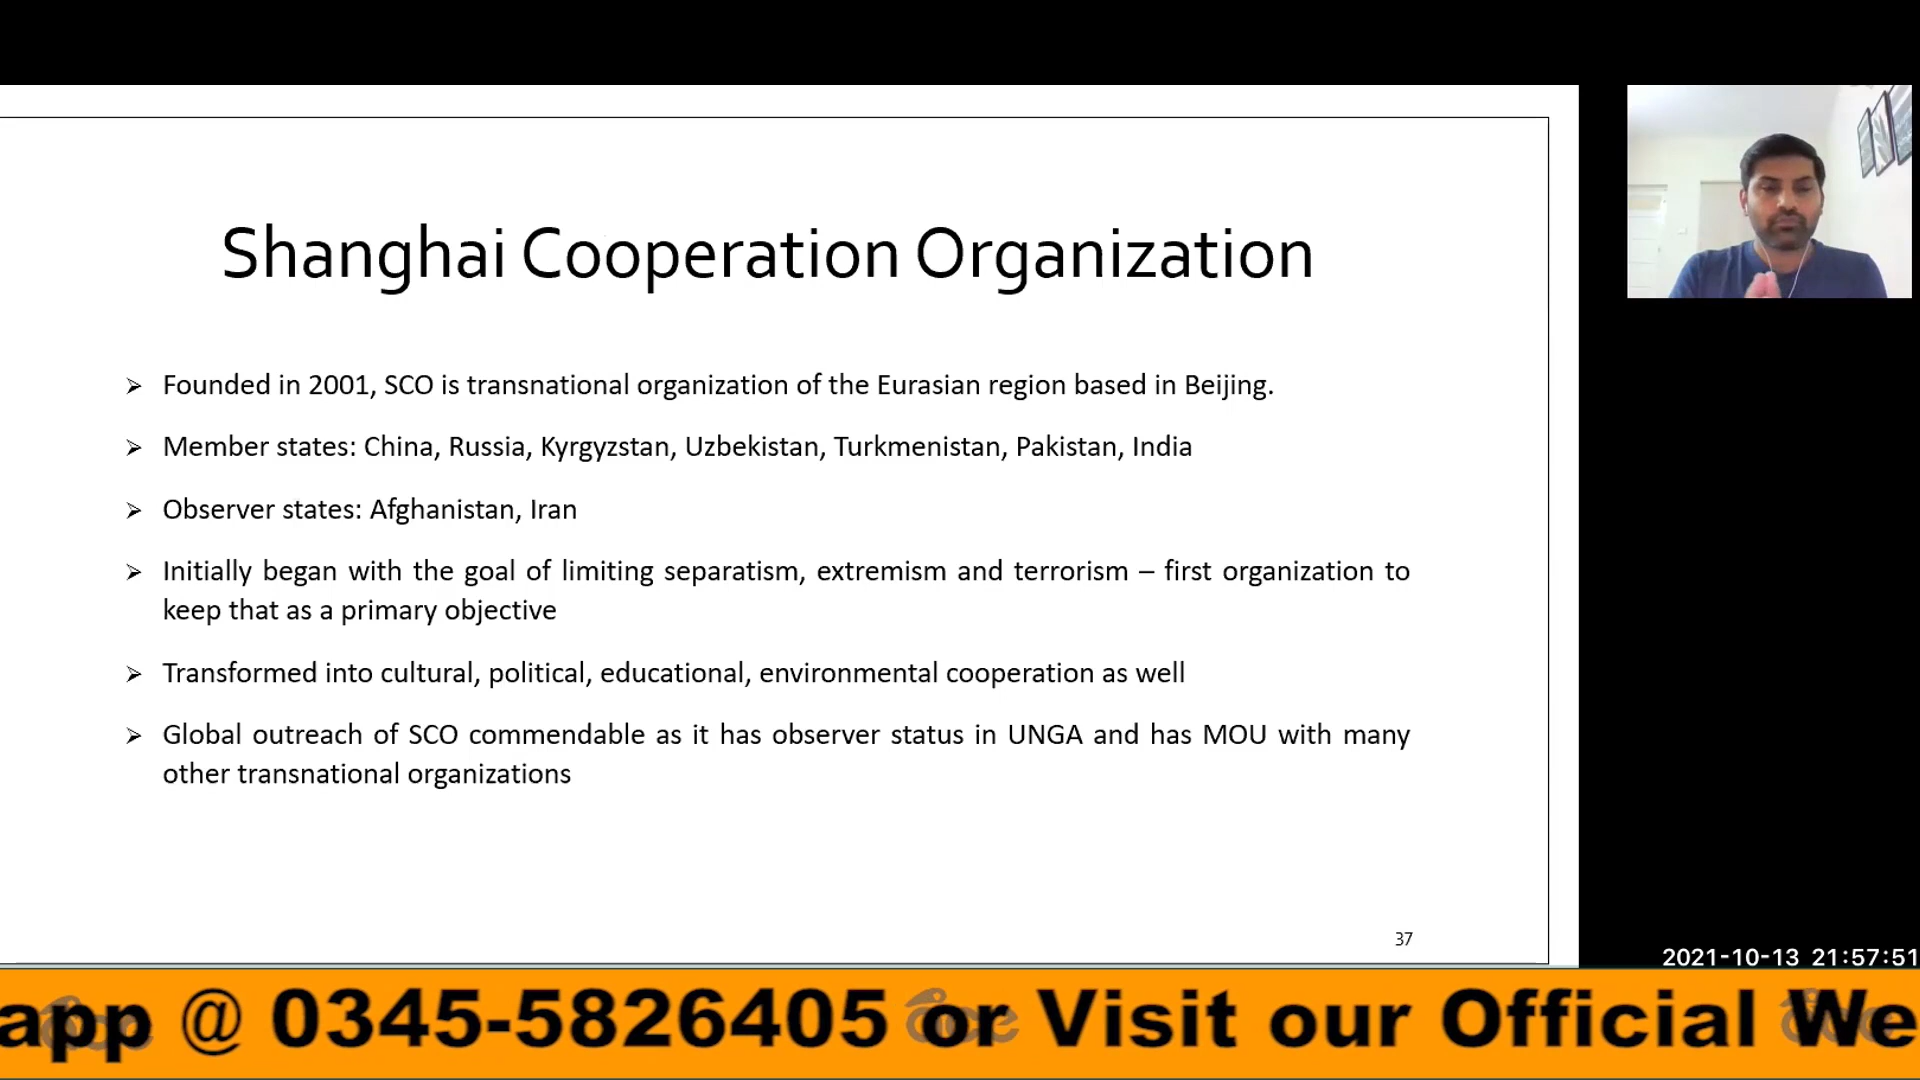 Shanghai Cooperation Organization
➢ Founded in 2001, SCO is transnational organization of the Eurasian region based in Beijing.
➢ Member states: China, Russia, Kyrgyzstan, Uzbekistan, Turkmenistan, Pakistan, India
➢ Observer states: Afghanistan, Iran
➢ Initially began with the goal of limiting separatism, extremism and terrorism – first organization to
keep that as a primary objective
➢ Transformed into cultural, political, educational, environmental cooperation as well
➢ Global outreach of SCO commendable as it has observer status in UNGA and has MOU with many
other transnational organizations
37
2021-10-13 21:57:51
app @ 0345-5826405 or Visit our Official We